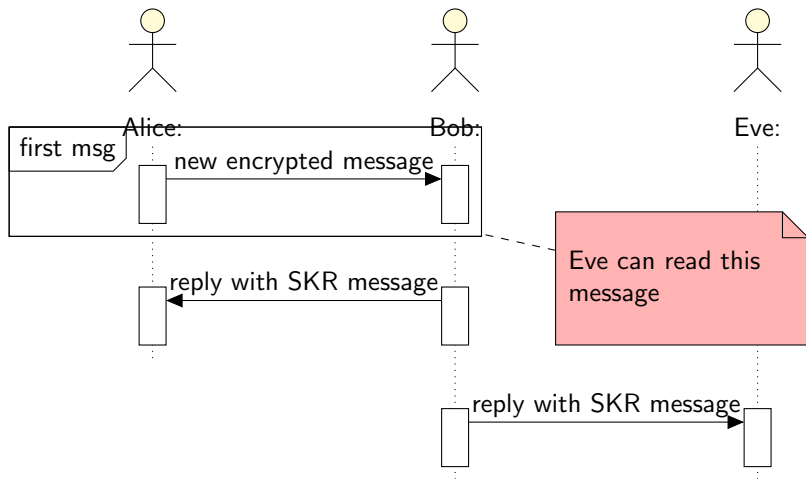 Alice:
Bob:
Eve:
first msg
new encrypted message
Eve can read this
message
reply with SKR message
reply with SKR message